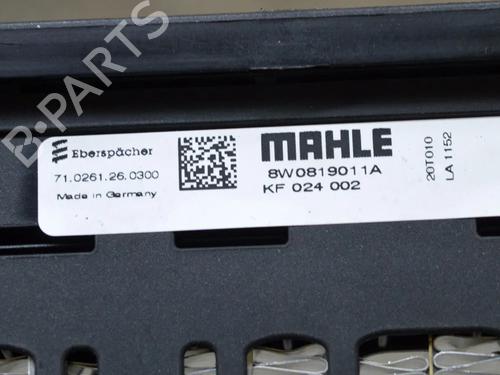 Eberspächer
71.0261.26.0300
Made in Germany
MAHLE
8W0819011A
KF 024 002
20T010
LA 1152
B-PARTS